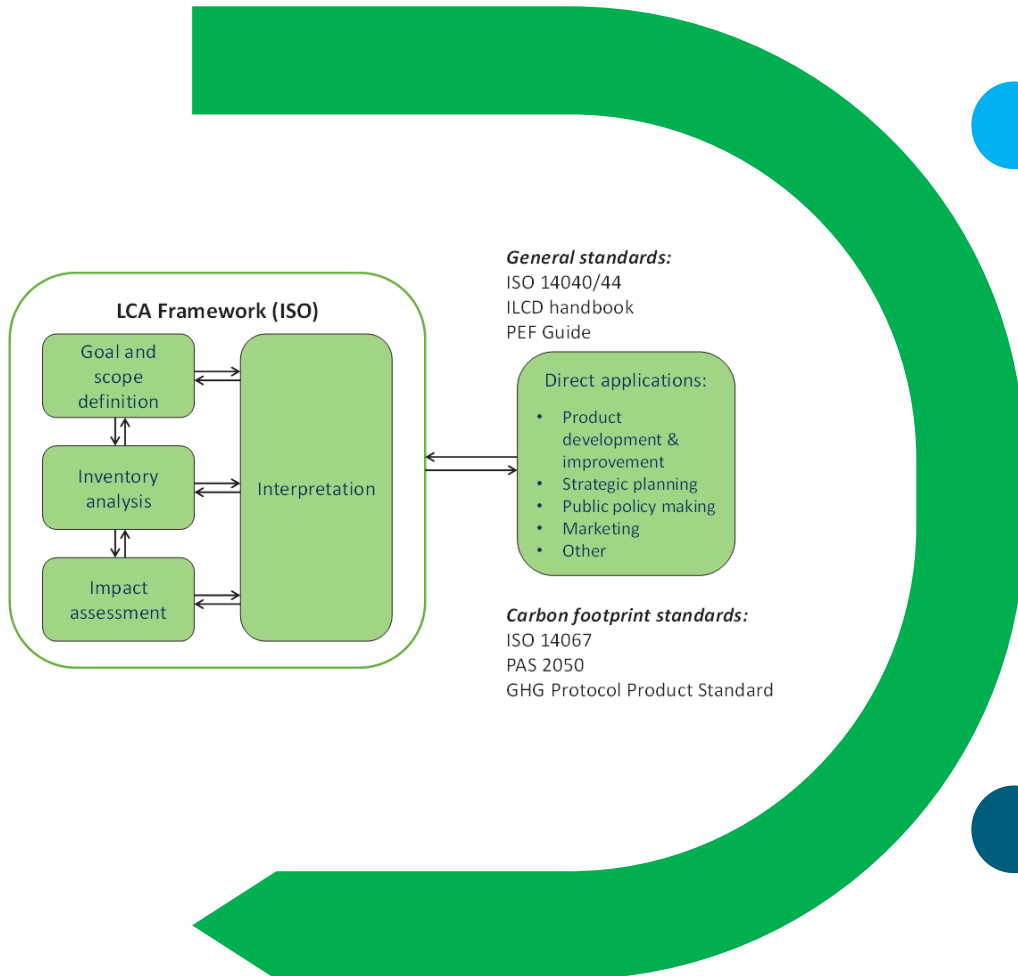 LCA Framework (ISO)
Goal and
scope
definition
Inventory
analysis
Impact
assessment
Interpretation
General standards:
ISO 14040/44
ILCD handbook
PEF Guide
Direct applications:
• Product
development &
improvement
• Strategic planning
• Public policy making
• Marketing
• Other
Carbon footprint standards:
ISO 14067
PAS 2050
GHG Protocol Product Standard